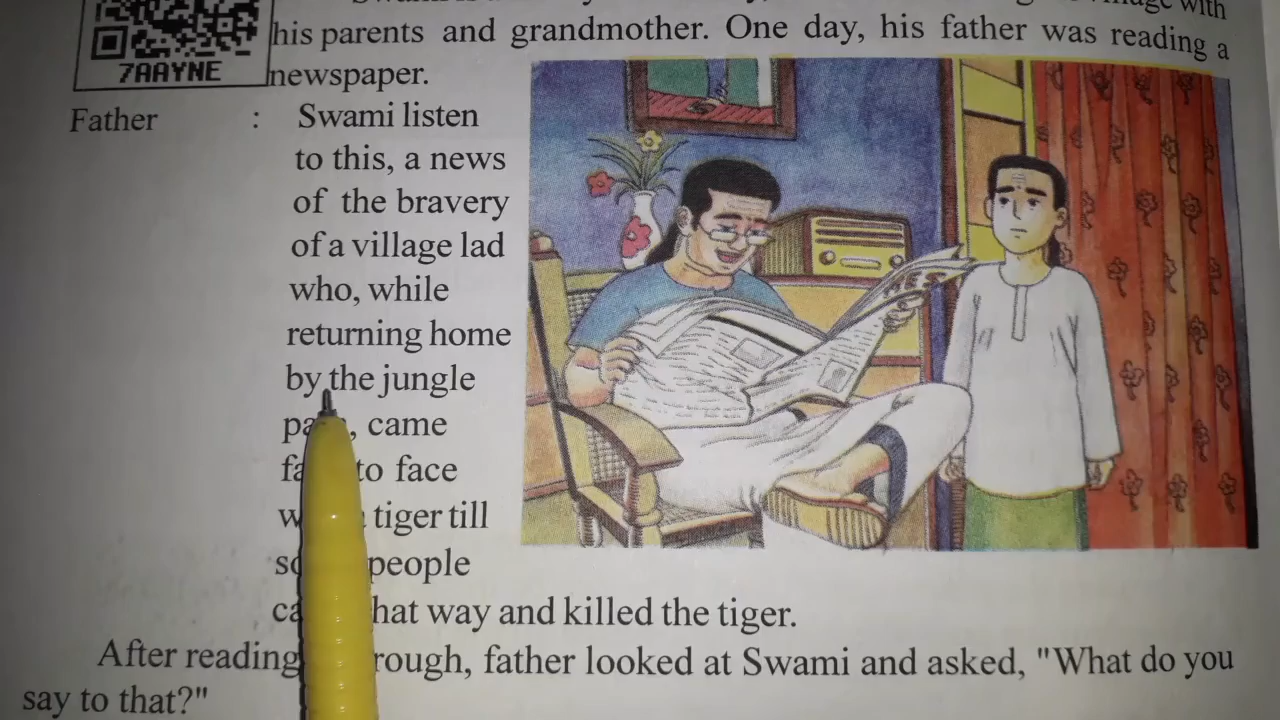 Swami with
his parents and grandmother. One day, his father was reading a
7AAYNE newspaper.
Father : Swami listen
to this, a news
of the bravery
of a village lad
who, while
returning home
by the jungle
came
to face
tiger till
people
way and killed the tiger.
After reading father looked at Swami and asked, "What do you
say to that?"